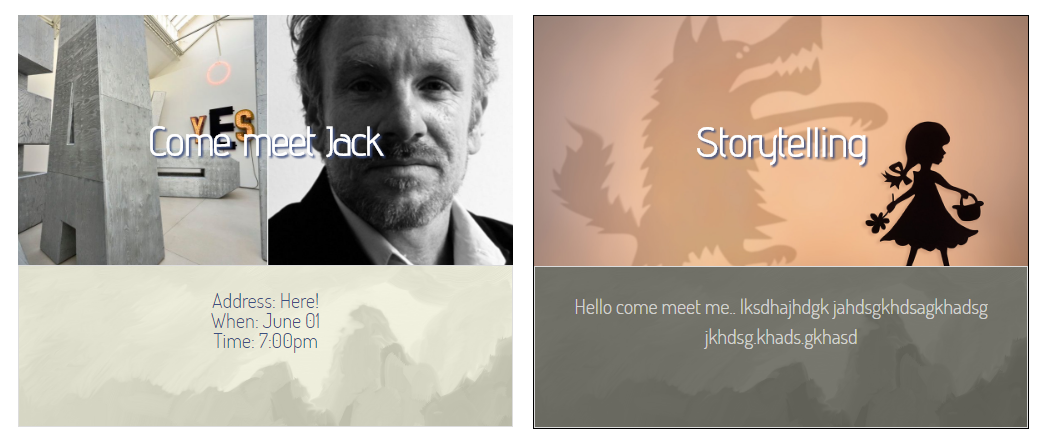 YES
Come meet Jack
Address: Here!
When: June 01
Time: 7:00pm
Storytelling
Hello come meet me.. lksdhajhdgk jahdsgkhdsagkhadsg
jkhdsg.khads.gkhasd